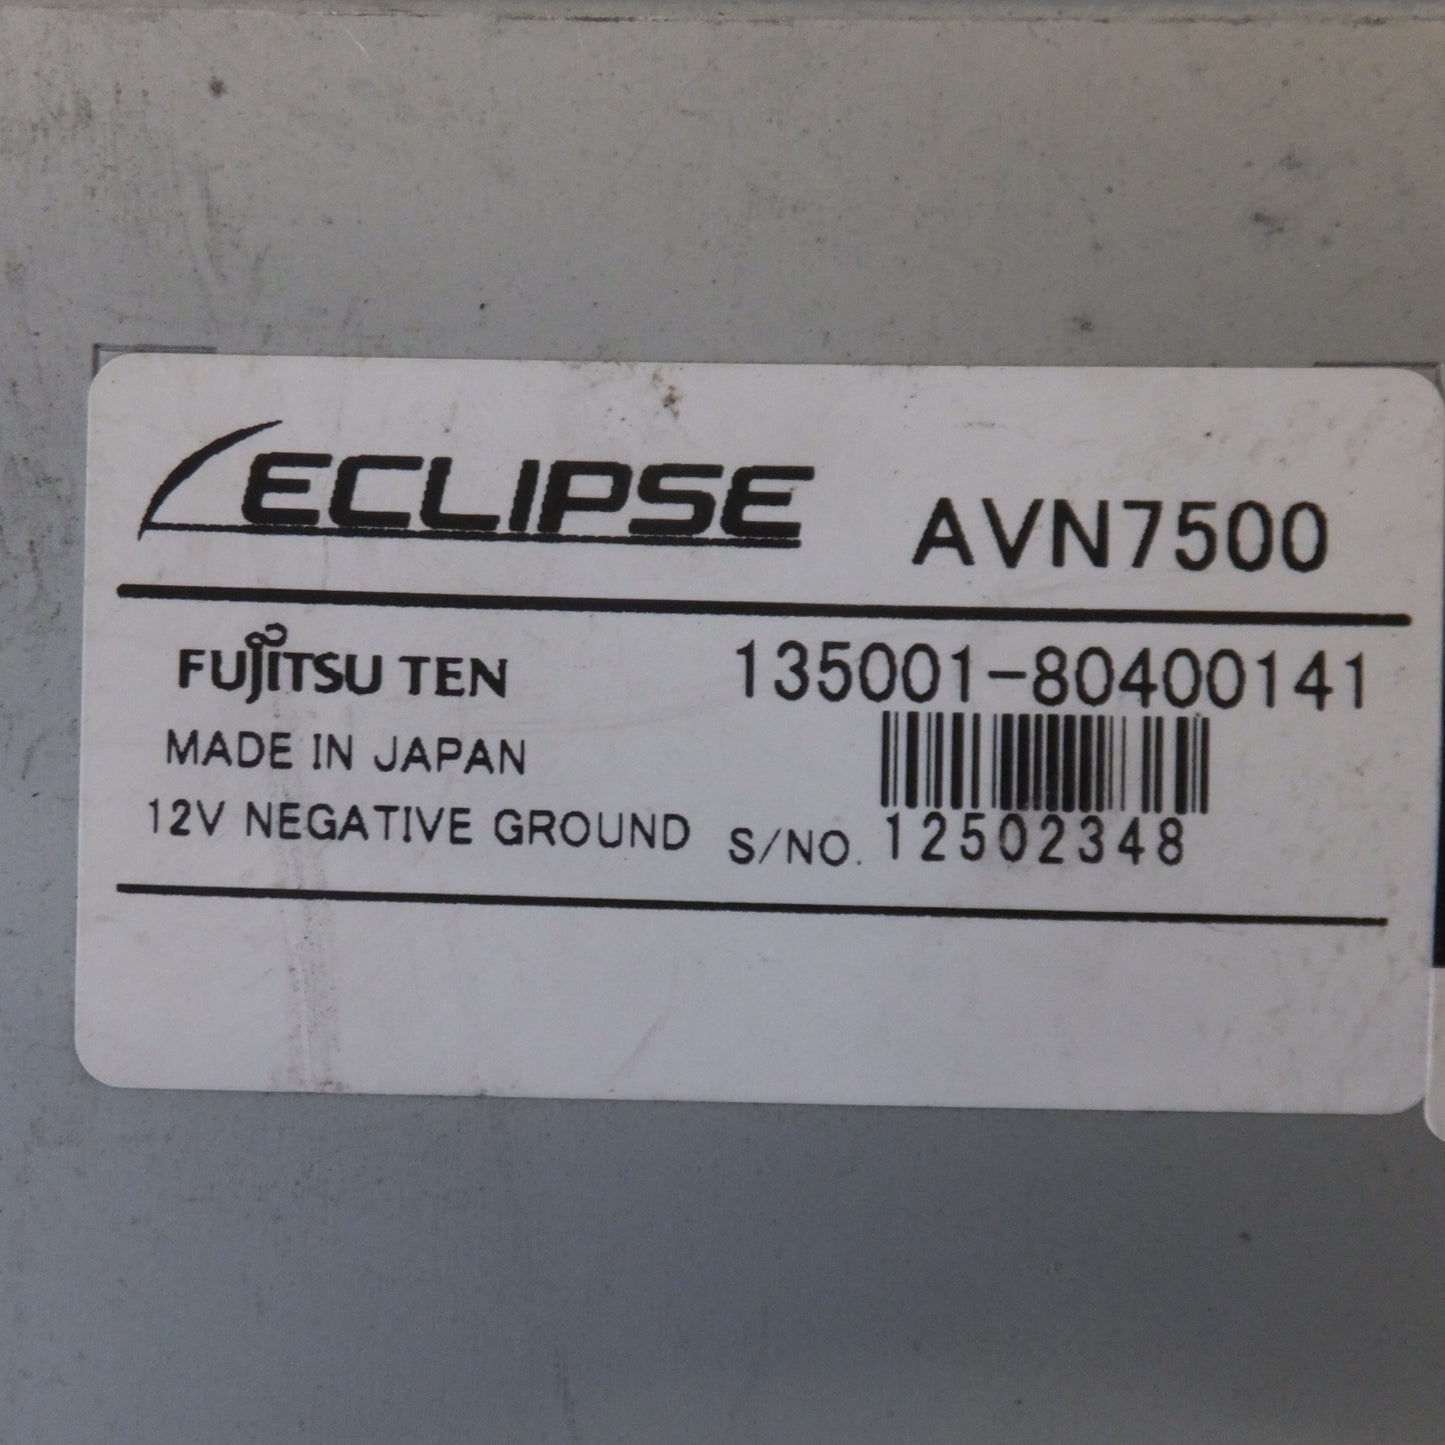 ECLIPSE AVN7500
FUJITSU TEN 135001-80400141
MADE IN JAPAN
12V NEGATIVE GROUND S/NO. 12502348